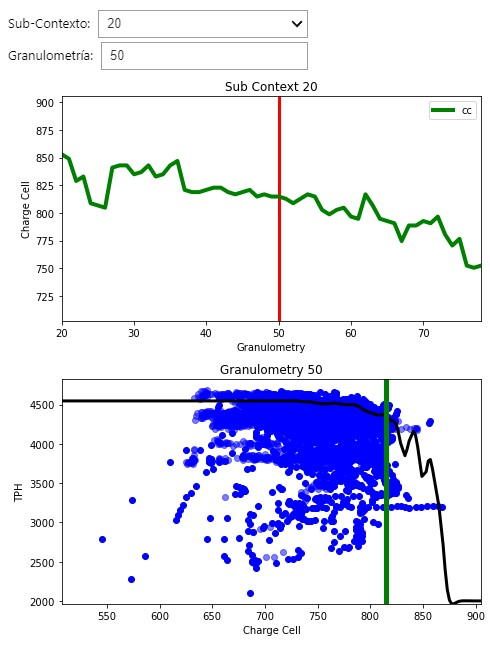 Sub-Contexto: 20
Granulometría: 50
Sub Context 20
900
875
850
825
800
775
750
725
Charge Cell
cc
20 30 40 50 60 70
Granulometry
Granulometry 50
4500
4000
3500
3000
2500
2000
TPH
550 600 650 700 750 800 850 900
Charge Cell